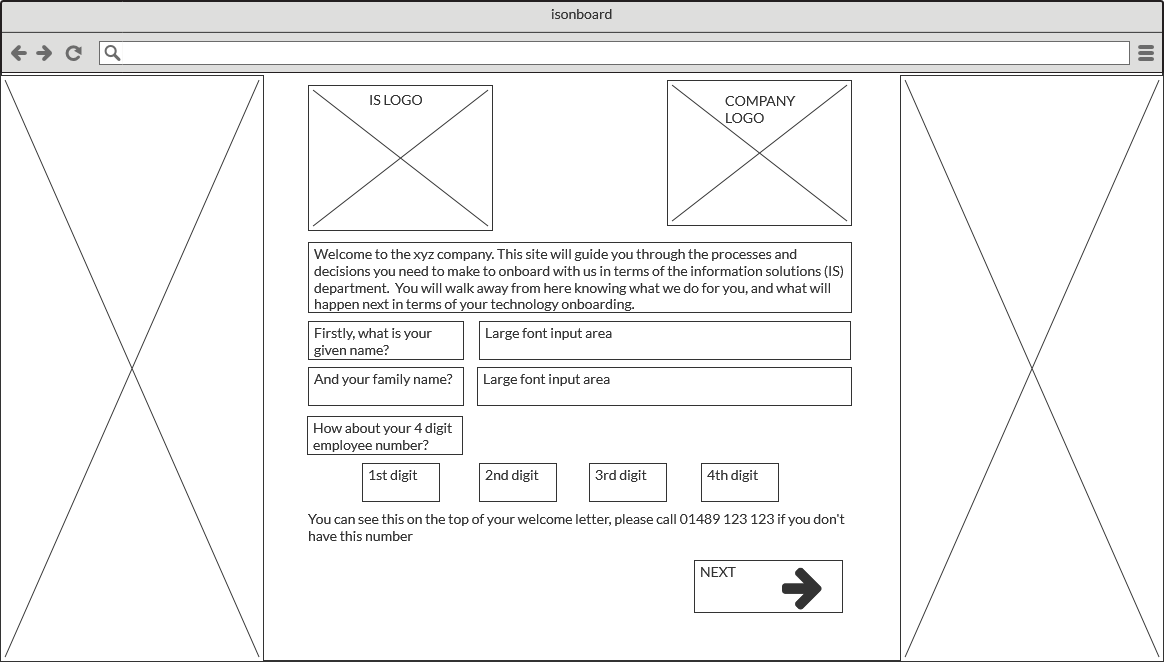 isonboard
IS LOGO
COMPANY
LOGO
Welcome to the xyz company. This site will guide you through the processes and
decisions you need to make to onboard with us in terms of the information solutions (IS)
department.  You will walk away from here knowing what we do for you, and what will
happen next in terms of your technology onboarding.
Firstly, what is your
given name?
Large font input area
And your family name?
Large font input area
How about your 4 digit
employee number?
1st digit
2nd digit
3rd digit
4th digit
You can see this on the top of your welcome letter, please call 01489 123 123 if you don't
have this number
NEXT